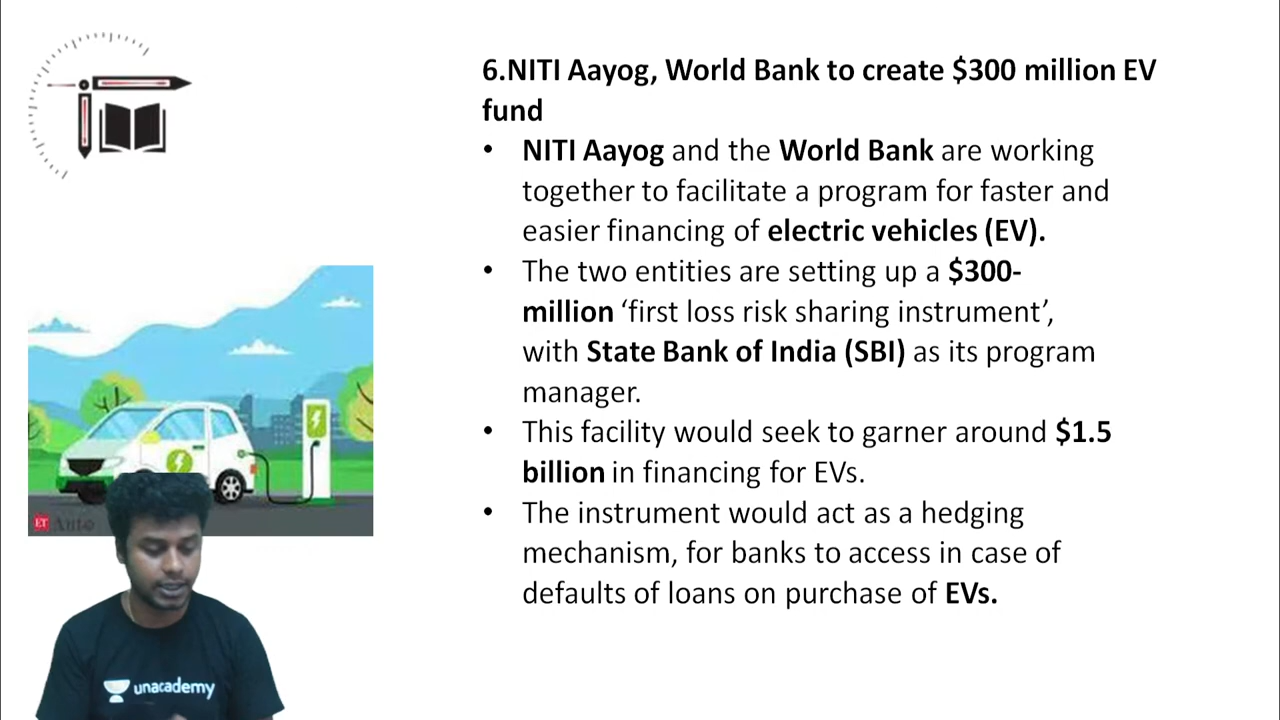 6.NITI Aayog, World Bank to create $300 million EV
fund
• NITI Aayog and the World Bank are working
together to facilitate a program for faster and
easier financing of electric vehicles (EV).
• The two entities are setting up a $300-
million ‘first loss risk sharing instrument’,
with State Bank of India (SBI) as its program
manager.
• This facility would seek to garner around $1.5
billion in financing for EVs.
• The instrument would act as a hedging
mechanism, for banks to access in case of
defaults of loans on purchase of EVs.
ET Auto
unacademy